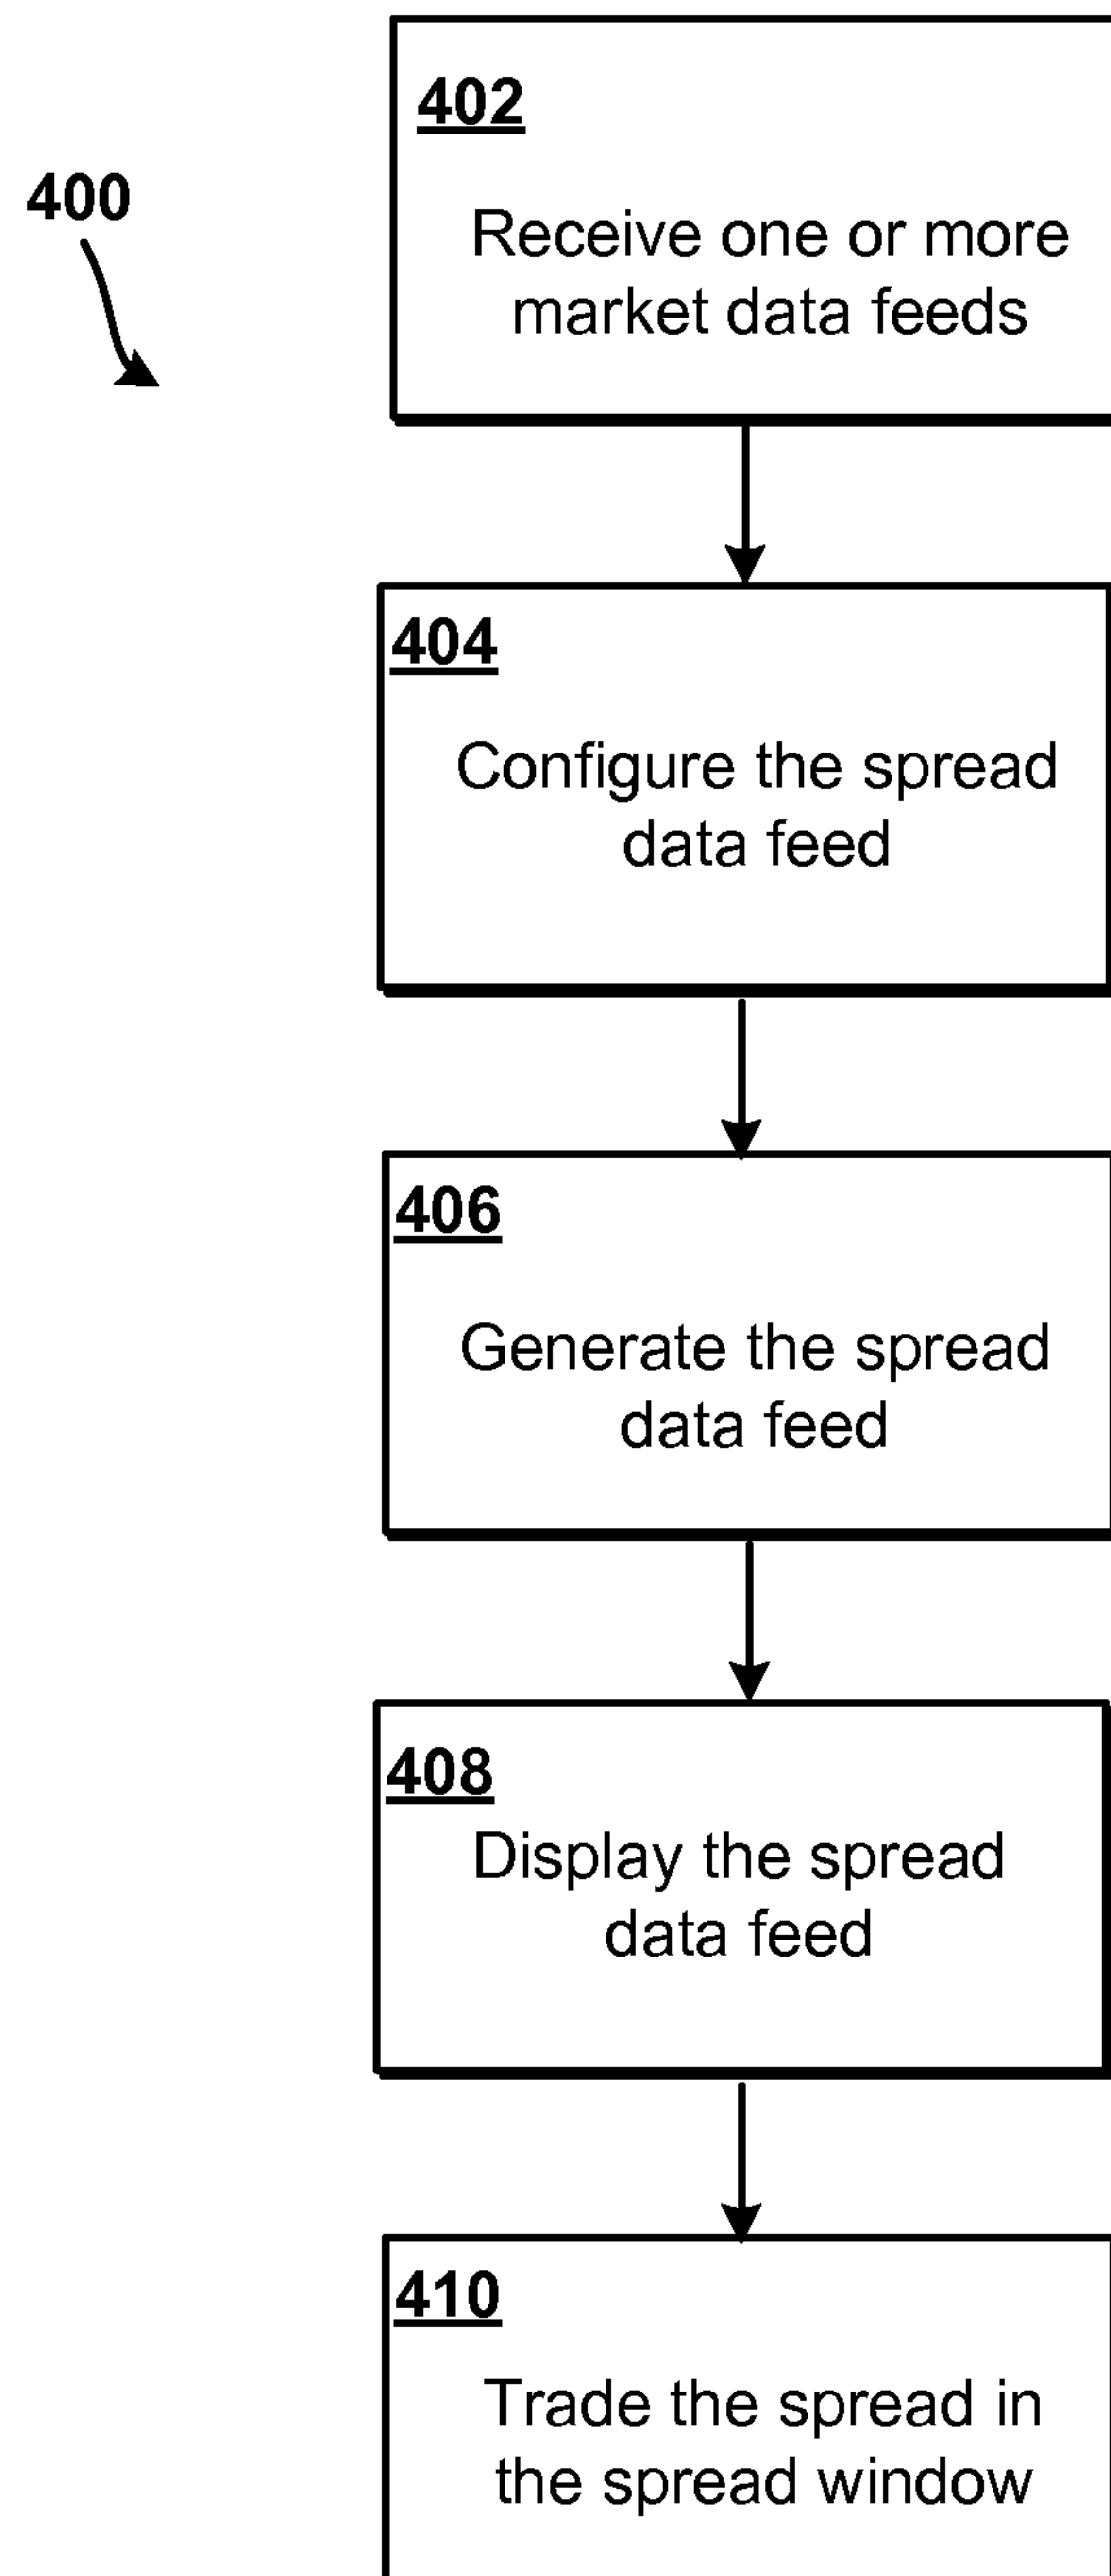 402
400
Receive one or more
market data feeds
404
Configure the spread
data feed
406
Generate the spread
data feed
408
Display the spread
data feed
410
Trade the spread in
the spread window